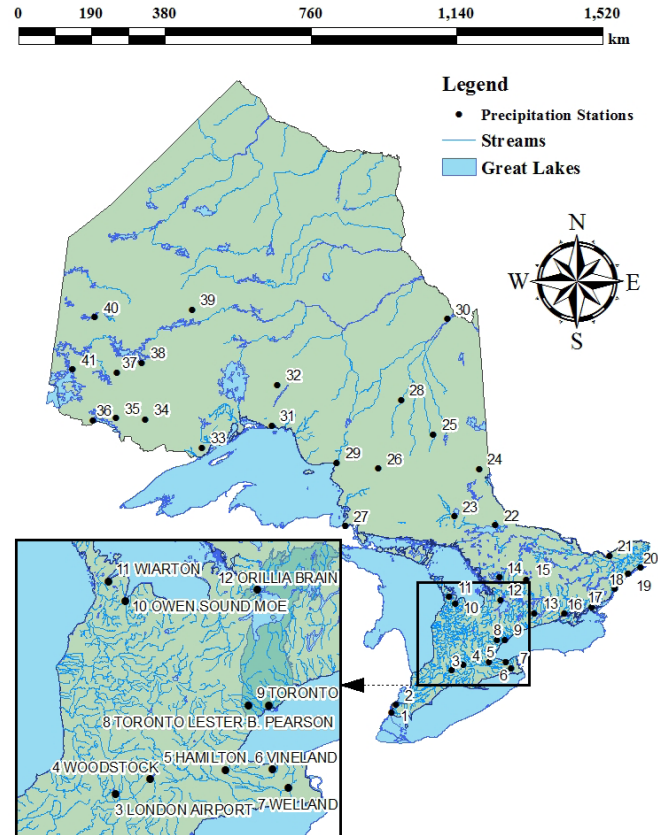 0 190 380 760 1,140 1,520
km
Legend
Precipitation Stations
Streams
Great Lakes
N
W E
S
40
39
30
41
37
38
32
28
36
35
34
31
25
33
29
26
24
27
23
22
21
20
14
15
18
19
11
10
12
13
16
17
8
9
3
4
5
6
7
2
1
11 WIARTON
12 ORILLIA BRAIN
10 OWEN SOUND MOE
9 TORONTO
8 TORONTO LESTER B. PEARSON
5 HAMILTON
6 VINELAND
4 WOODSTOCK
3 LONDON AIRPORT
7 WELLAND